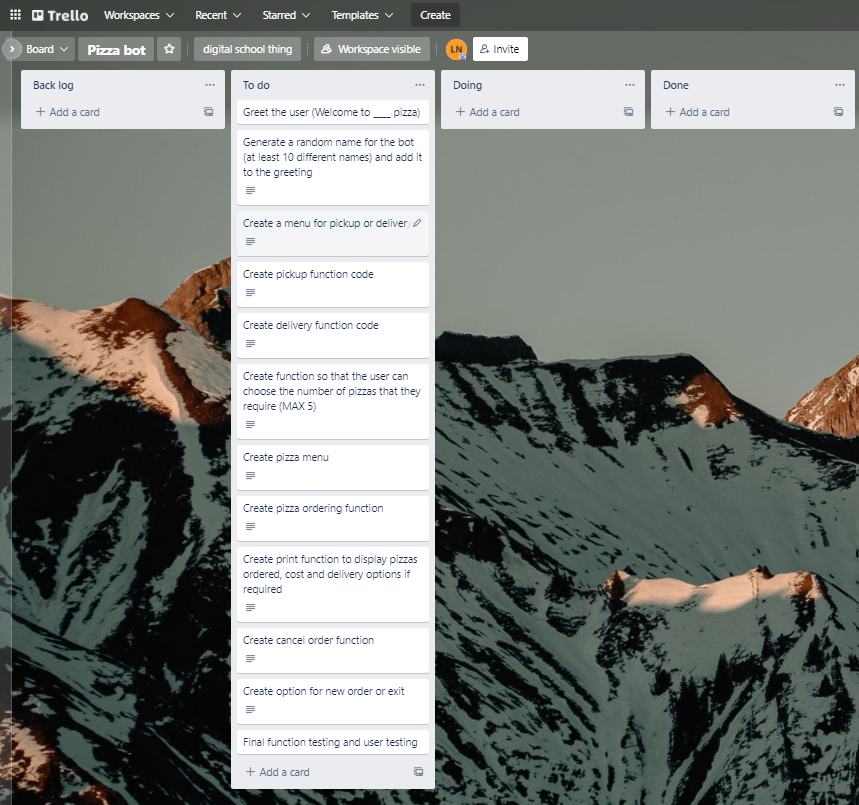 Trello Workspaces Recent Starred Templates Create
Board Pizza bot digital school thing Workspace visible LN Invite
Back log
Add a card
To do
Greet the user (Welcome to ____ pizza)
Generate a random name for the bot
(at least 10 different names) and add it
to the greeting
Create a menu for pickup or delivery
Create pickup function code
Create delivery function code
Create function so that the user can
choose the number of pizzas that they
require (MAX 5)
Create pizza menu
Create pizza ordering function
Create print function to display pizzas
ordered, cost and delivery options if
required
Create cancel order function
Create option for new order or exit
Final function testing and user testing
Add a card
Doing
Add a card
Done
Add a card